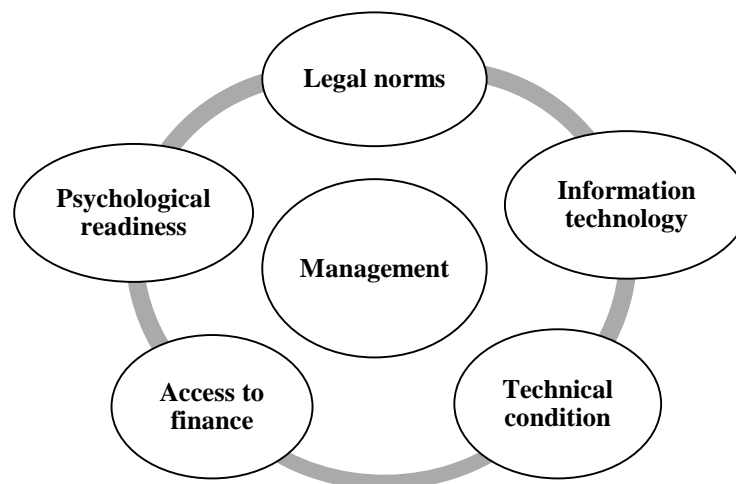 Legal norms
Psychological
readiness
Information
technology
Management
Access to
finance
Technical
condition